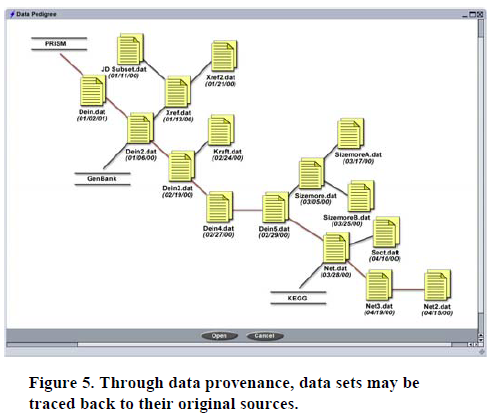 Data Pedigree
PRISM
JD Subset.dat
(01/11/00)
Xref2.dat
(01/21/00)
Dein.dat
(01/02/01)
Xref.dat
(01/13/00)
Dein2.dat
(01/06/00)
Kraft.dat
(02/24/00)
GenBank
Dein3.dat
(02/19/00)
SizemoreA.dat
(03/17/00)
Sizemore.dat
(03/05/00)
Dein4.dat
(02/27/00)
Dein5.dat
(02/29/00)
SizemoreB.dat
(03/25/00)
Sect.dat
(04/10/00)
Net.dat
(03/28/00)
KEGG
Net3.dat
(04/19/00)
Net2.dat
(04/15/00)
Open
Cancel
Figure 5. Through data provenance, data sets may be
traced back to their original sources.